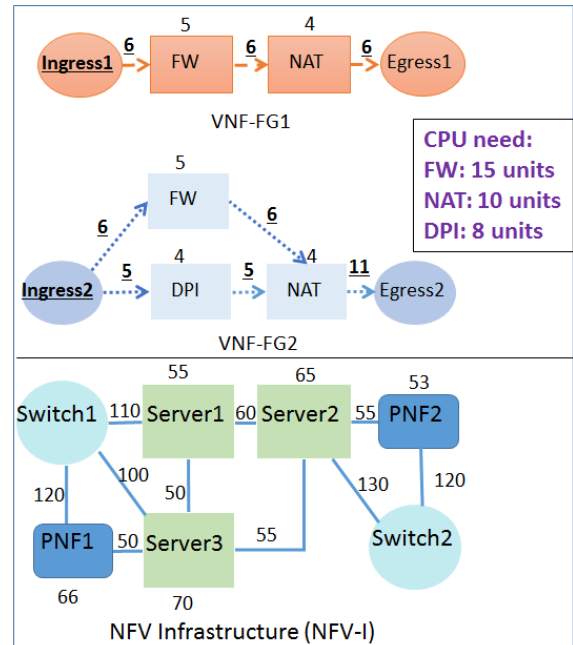 5 4
Ingress1 6 FW 6 NAT 6 Egress1
VNF-FG1
CPU need:
FW: 15 units
NAT: 10 units
DPI: 8 units
5
FW
6 6
4 4
Ingress2 5 DPI 5 NAT 11 Egress2
VNF-FG2
55 65 53
Switch1 110 Server1 60 Server2 55 PNF2
120 100 50 130 120
PNF1 50 Server3 55 Switch2
66 70
NFV Infrastructure (NFV-I)